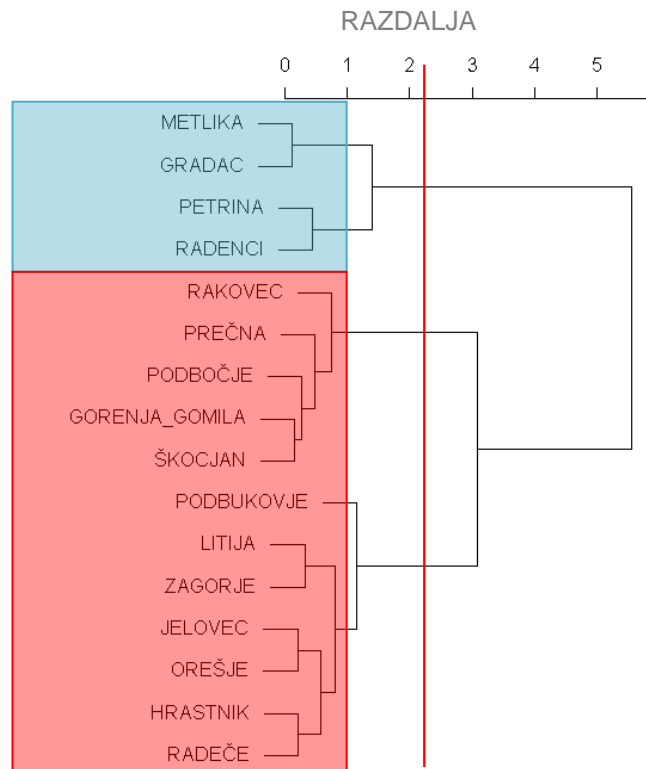 RAZDALJA
0 1 2 3 4 5
METLIKA
GRADAC
PETRINA
RADENCI
RAKOVEC
PREČNA
PODBOČJE
GORENJA_GOMILA
ŠKOCJAN
PODBUKOVJE
LITIJA
ZAGORJE
JELOVEC
OREŠJE
HRASTNIK
RADEČE